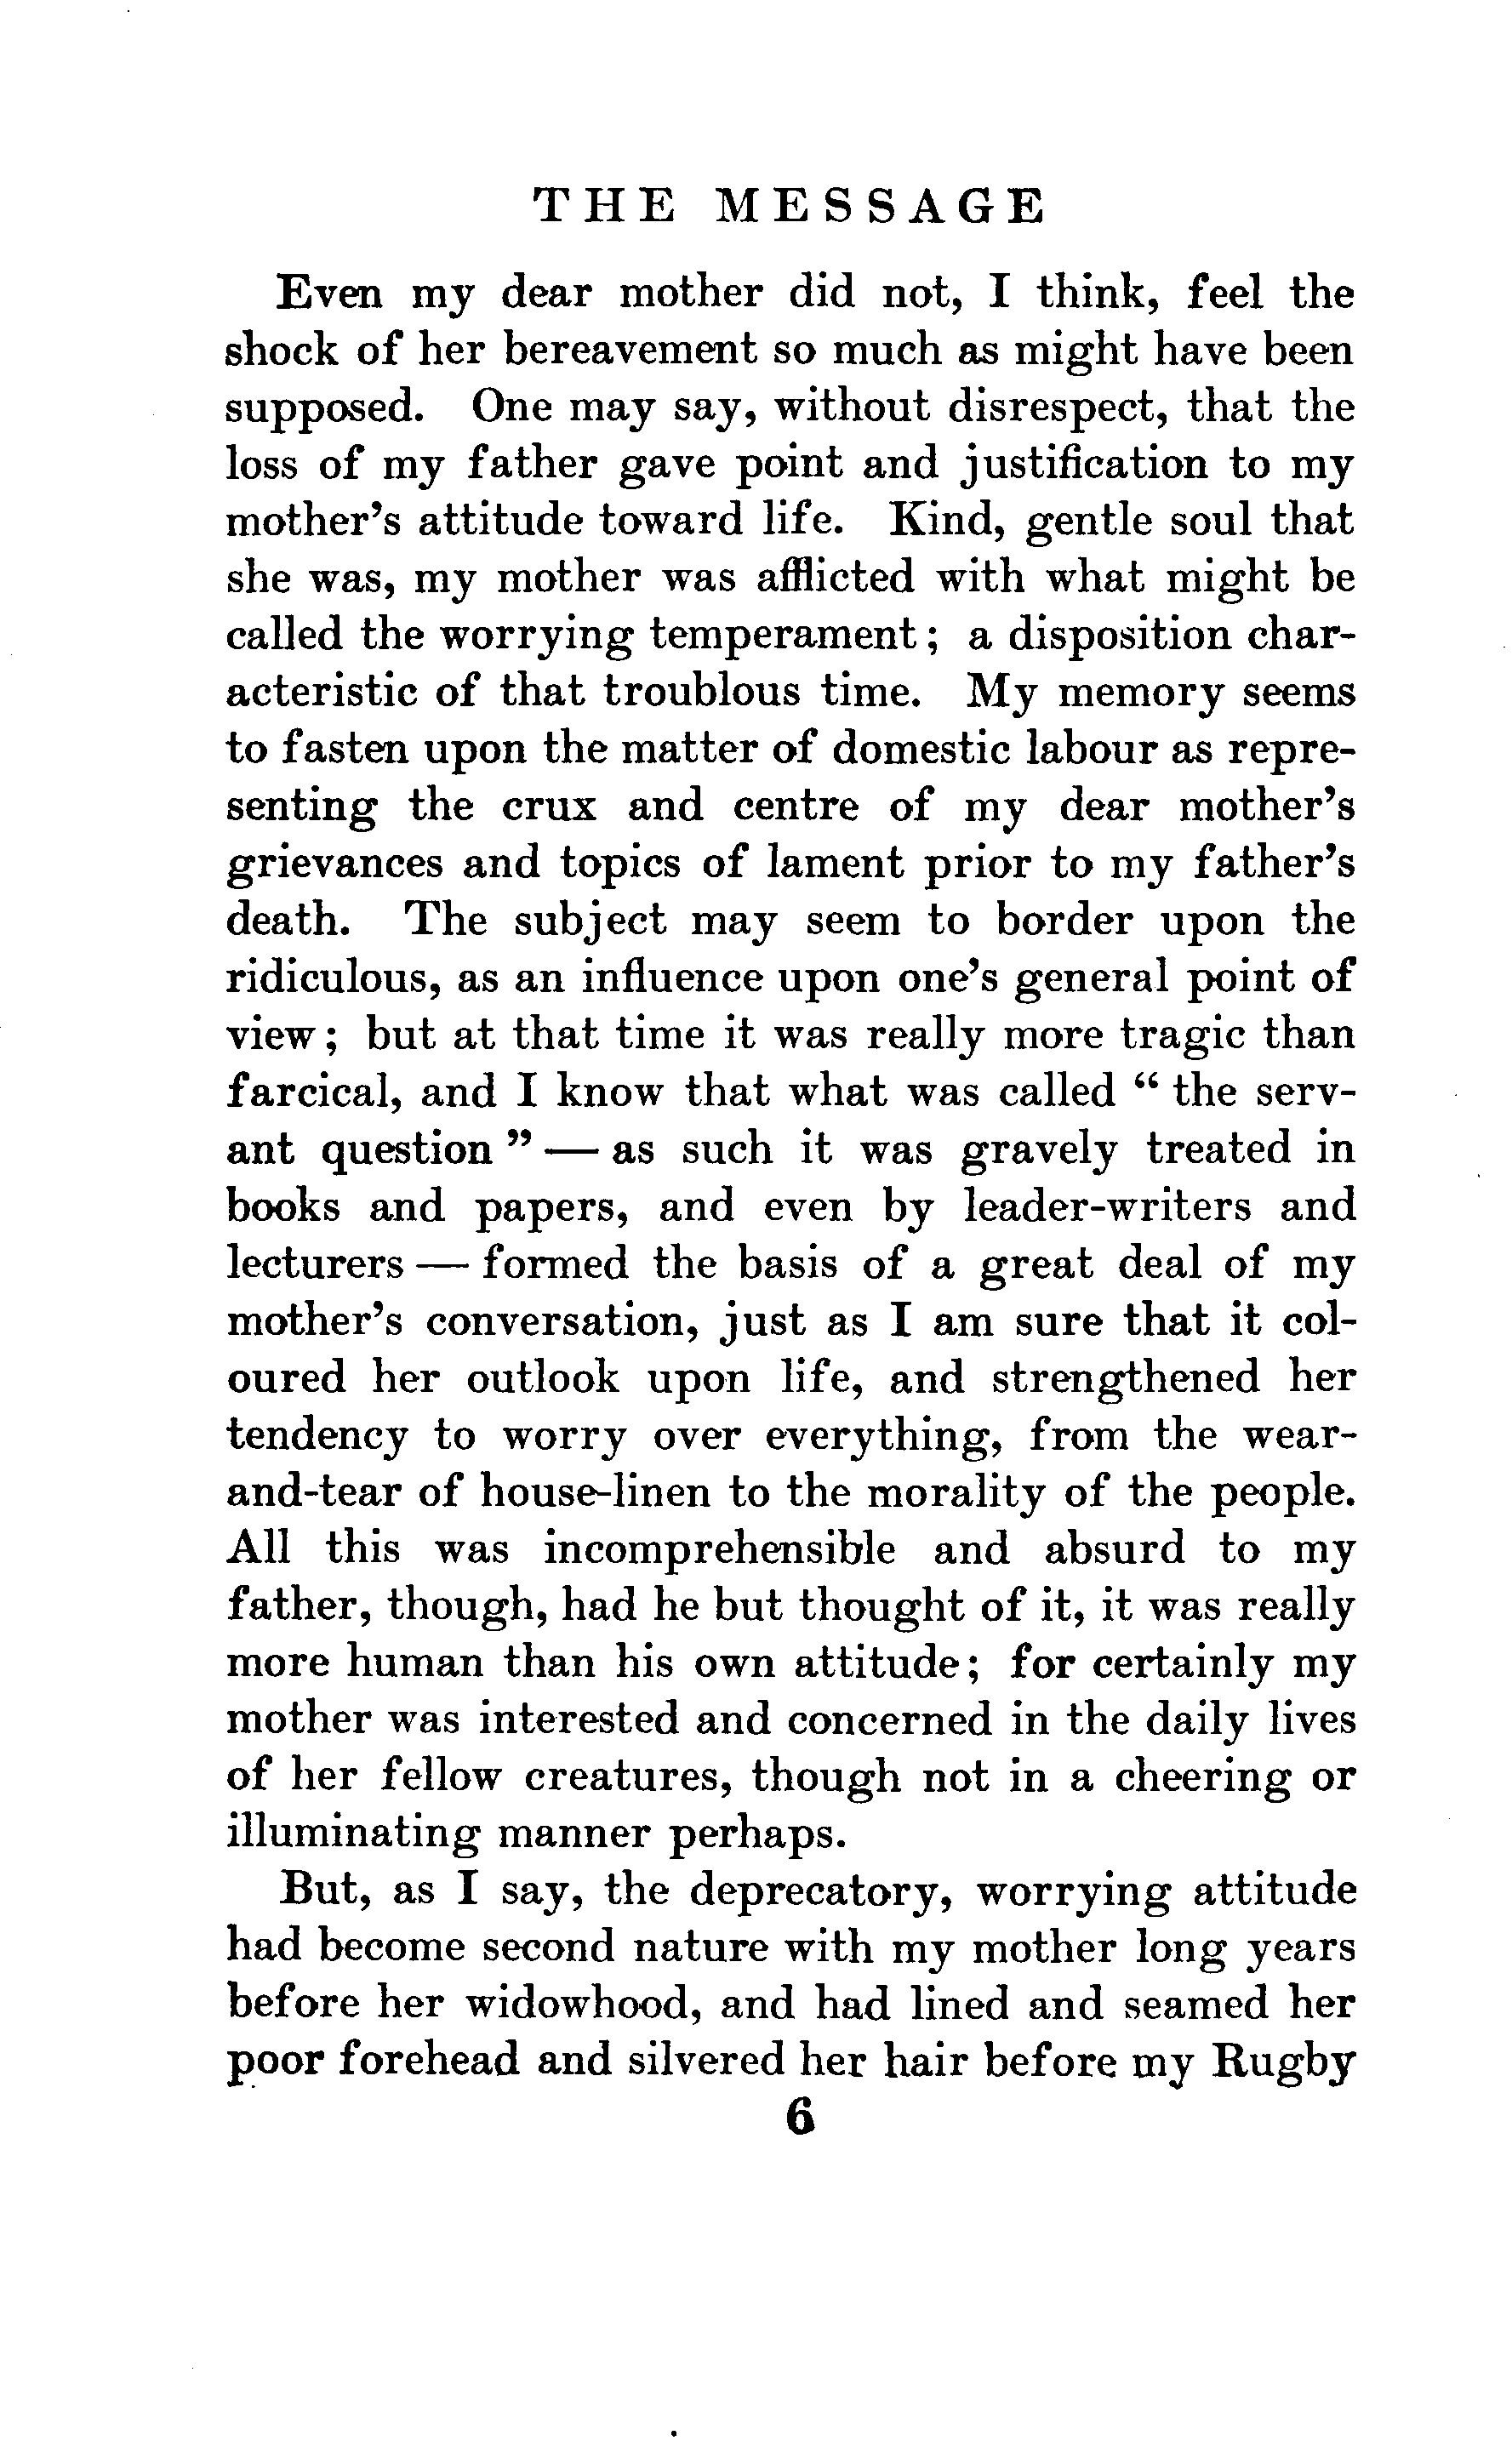 THE MESSAGE
Even my dear mother did not, I think, feel the
shock of her bereavement so much as might have been
supposed. One may say, without disrespect, that the
loss of my father gave point and justification to my
mother's attitude toward life. Kind, gentle soul that
she was, my mother was afflicted with what might be
called the worrying temperament; a disposition char-
acteristic of that troublous time. My memory seems
to fasten upon the matter of domestic labour as repre-
senting the crux and centre of my dear mother's
grievances and topics of lament prior to my father's
death. The subject may seem to border upon the
ridiculous, as an influence upon one's general point of
view; but at that time it was really more tragic than
farcical, and I know that what was called "the serv-
ant question" — as such it was gravely treated in
books and papers, and even by leader-writers and
lecturers — formed the basis of a great deal of my
mother's conversation, just as I am sure that it col-
oured her outlook upon life, and strengthened her
tendency to worry over everything, from the wear-
and-tear of house-linen to the morality of the people.
All this was incomprehensible and absurd to my
father, though, had he but thought of it, it was really
more human than his own attitude; for certainly my
mother was interested and concerned in the daily lives
of her fellow creatures, though not in a cheering or
illuminating manner perhaps.
But, as I say, the deprecatory, worrying attitude
had become second nature with my mother long years
before her widowhood, and had lined and seamed her
poor forehead and silvered her hair before my Rugby
6